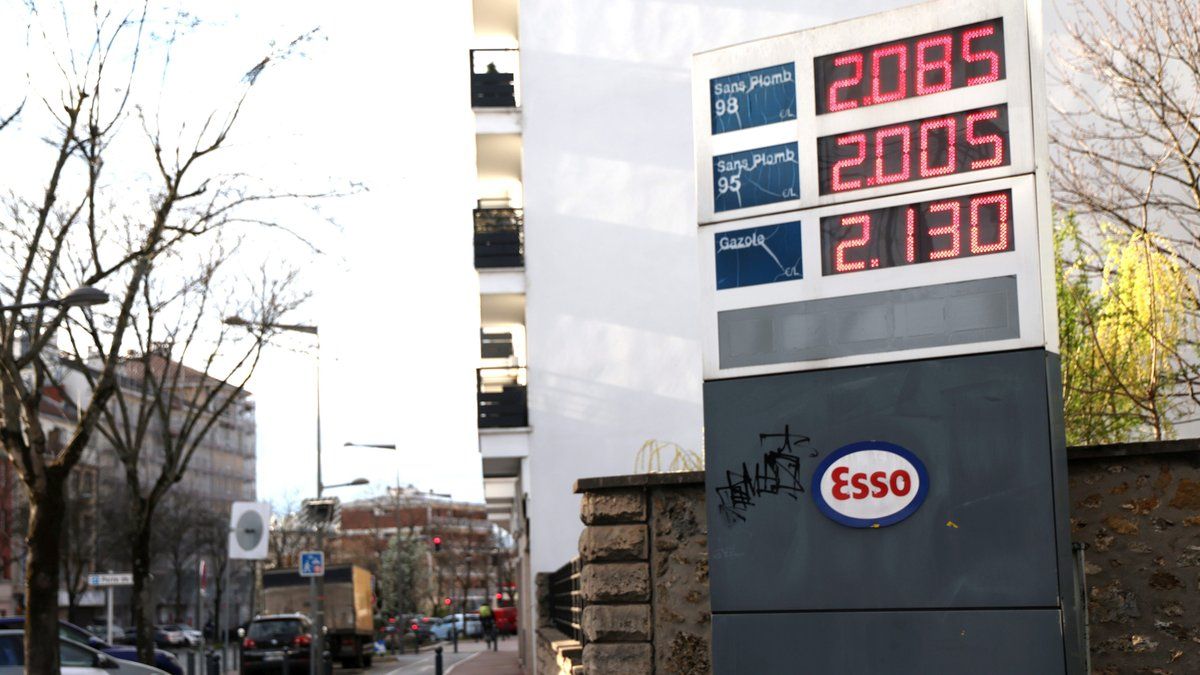 Sans Plomb
98
€/L
2.085
Sans Plomb
95
€/L
2.005
Gazole
€/L
2.130
Esso